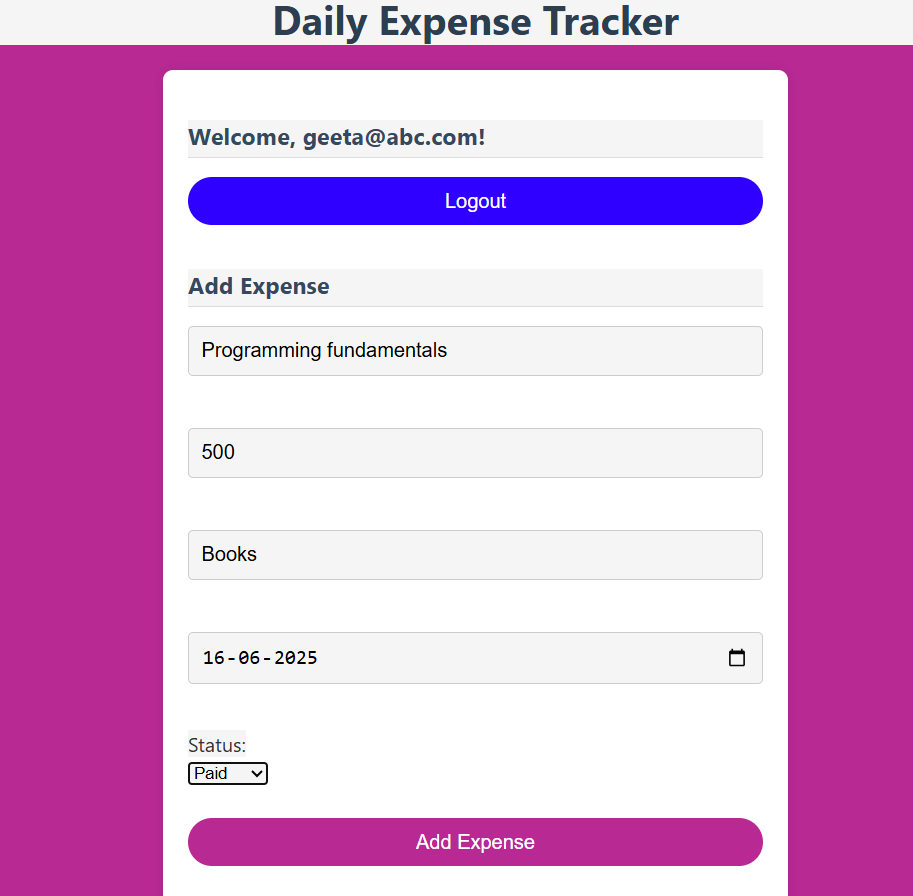 Daily Expense Tracker
Welcome, geeta@abc.com!
Logout
Add Expense
Programming fundamentals
500
Books
16-06-2025
Status:
Paid
Add Expense